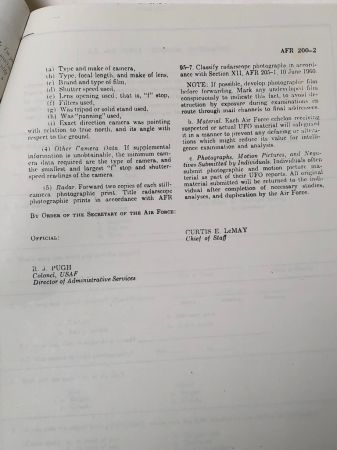 AFR 200-2
(a) Type and make of camera,
(b) Type, focal length, and make of lens,
(c) Brand and type of film,
(d) Shutter speed used,
(e) Lens opening used; that is, "f" stop,
(f) Filters used,
(g) Was tripod or solid stand used,
(h) Was "panning" used,
(i) Exact direction camera was pointing
with relation to true north, and its angle with
respect to the ground.
(4) Other Camera Data. If supplemental
information is unobtainable, the minimum cam-
era data required are the type of camera, and
the smallest and largest "f" stop and shutter-
speed readings of the camera.
(5) Radar. Forward two copies of each still-
camera photographic print. Title radarscope
photographic prints in accordance with AFR
95-7. Classify radarscope photographs in accord-
ance with Section XII, AFR 205-1, 10 June 1960.
NOTE: If possible, develop photographic film
before forwarding. Mark any undeveloped film
conspicuously to indicate this fact, to avoid de-
struction by exposure during examinations en
route through mail channels to final addressees.
b. Material. Each Air Force echelon receiving
suspected or actual UFO material will safeguard
it in a manner to prevent any defacing or altera-
tions which might reduce its value for intelli-
gence examination and analysis.
c. Photographs, Motion Pictures, and Nega-
tives Submitted by Individuals. Individuals often
submit photographic and motion picture ma-
terial as part of their UFO reports. All original
material submitted will be returned to the indi-
vidual after completion of necessary studies,
analyses, and duplication by the Air Force.
BY ORDER OF THE SECRETARY OF THE AIR FORCE:
OFFICIAL:
CURTIS E. LeMAY
Chief of Staff
R. J. PUGH
Colonel, USAF
Director of Administrative Services